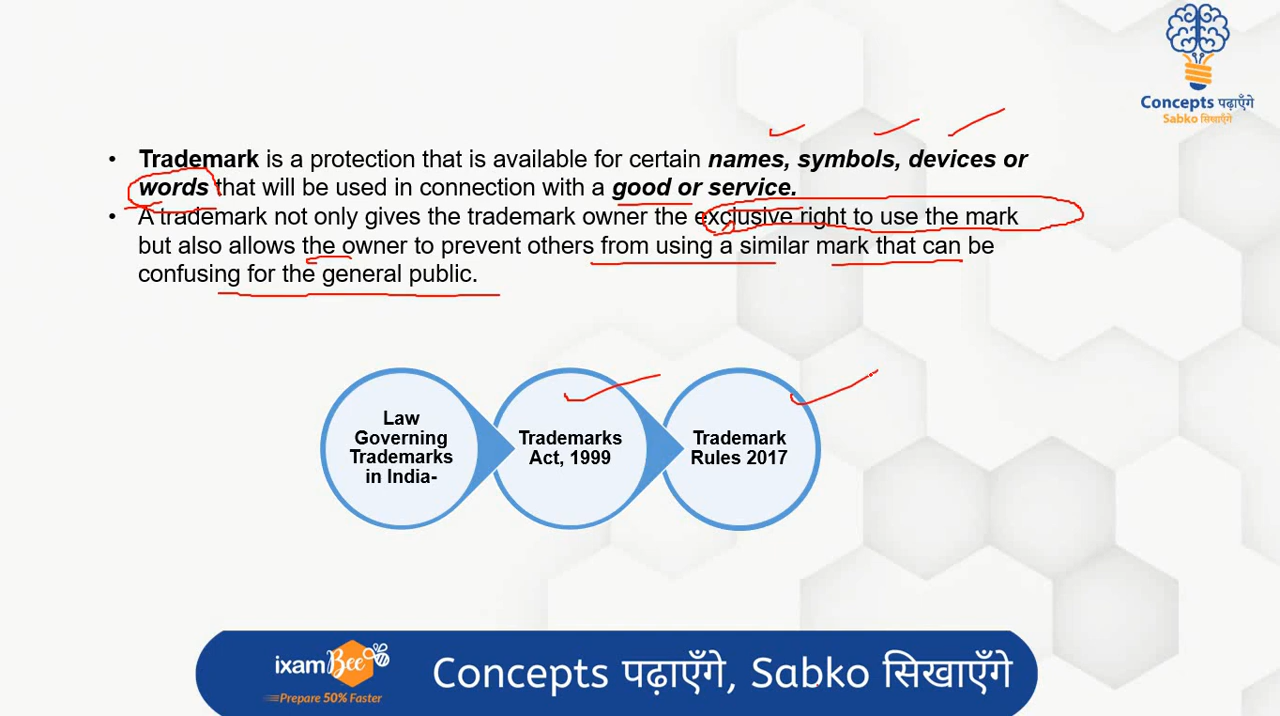 Concepts पढ़ाएँगे
Sabko सिखाएँगे
• Trademark is a protection that is available for certain names, symbols, devices or
words that will be used in connection with a good or service.
• A trademark not only gives the trademark owner the exclusive right to use the mark
but also allows the owner to prevent others from using a similar mark that can be
confusing for the general public.
Law
Governing
Trademarks
in India-
Trademarks
Act, 1999
Trademark
Rules 2017
ixamBee
Prepare 50% Faster
Concepts पढ़ाएँगे, Sabko सिखाएँगे